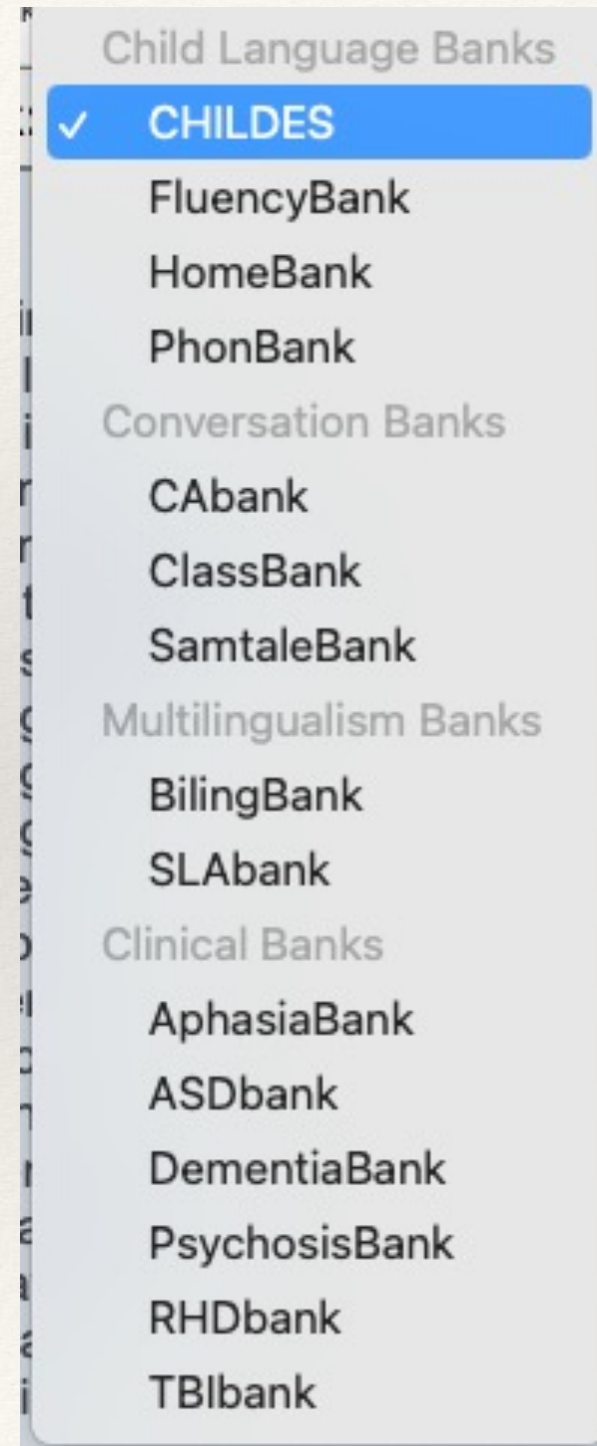 Child Language Banks
✓ CHILDES
FluencyBank
HomeBank
PhonBank
Conversation Banks
CAbank
ClassBank
SamtaleBank
Multilingualism Banks
BilingBank
SLAbank
Clinical Banks
AphasiaBank
ASDbank
DementiaBank
PsychosisBank
RHDbank
TBIbank